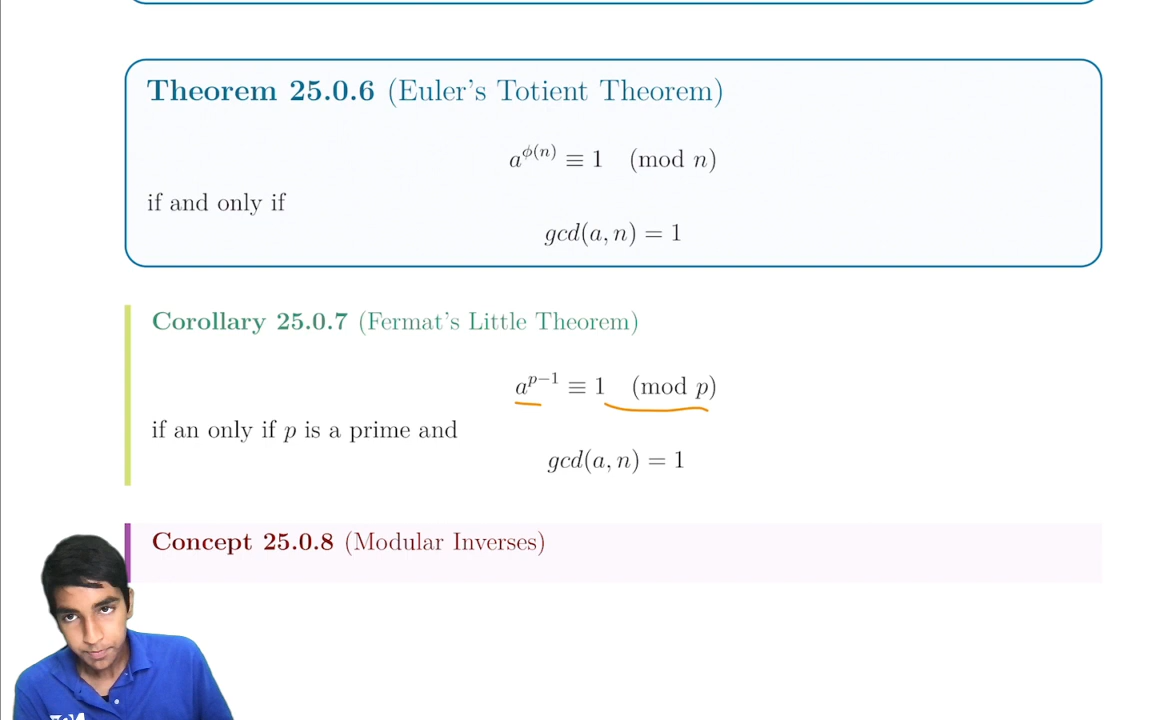 Theorem 25.0.6 (Euler's Totient Theorem)
a^{ϕ(n)} ≡ 1 (mod n)
if and only if
gcd(a, n) = 1
Corollary 25.0.7 (Fermat's Little Theorem)
a^{p−1} ≡ 1 (mod p)
if an only if p is a prime and
gcd(a, n) = 1
Concept 25.0.8 (Modular Inverses)